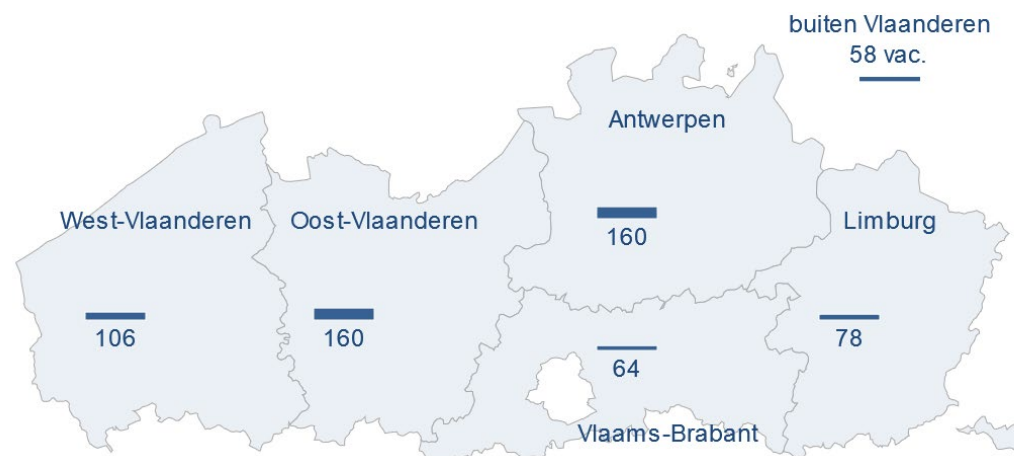 buiten Vlaanderen
58 vac.
Antwerpen
160
West-Vlaanderen
106
Oost-Vlaanderen
160
Limburg
78
64
Vlaams-Brabant